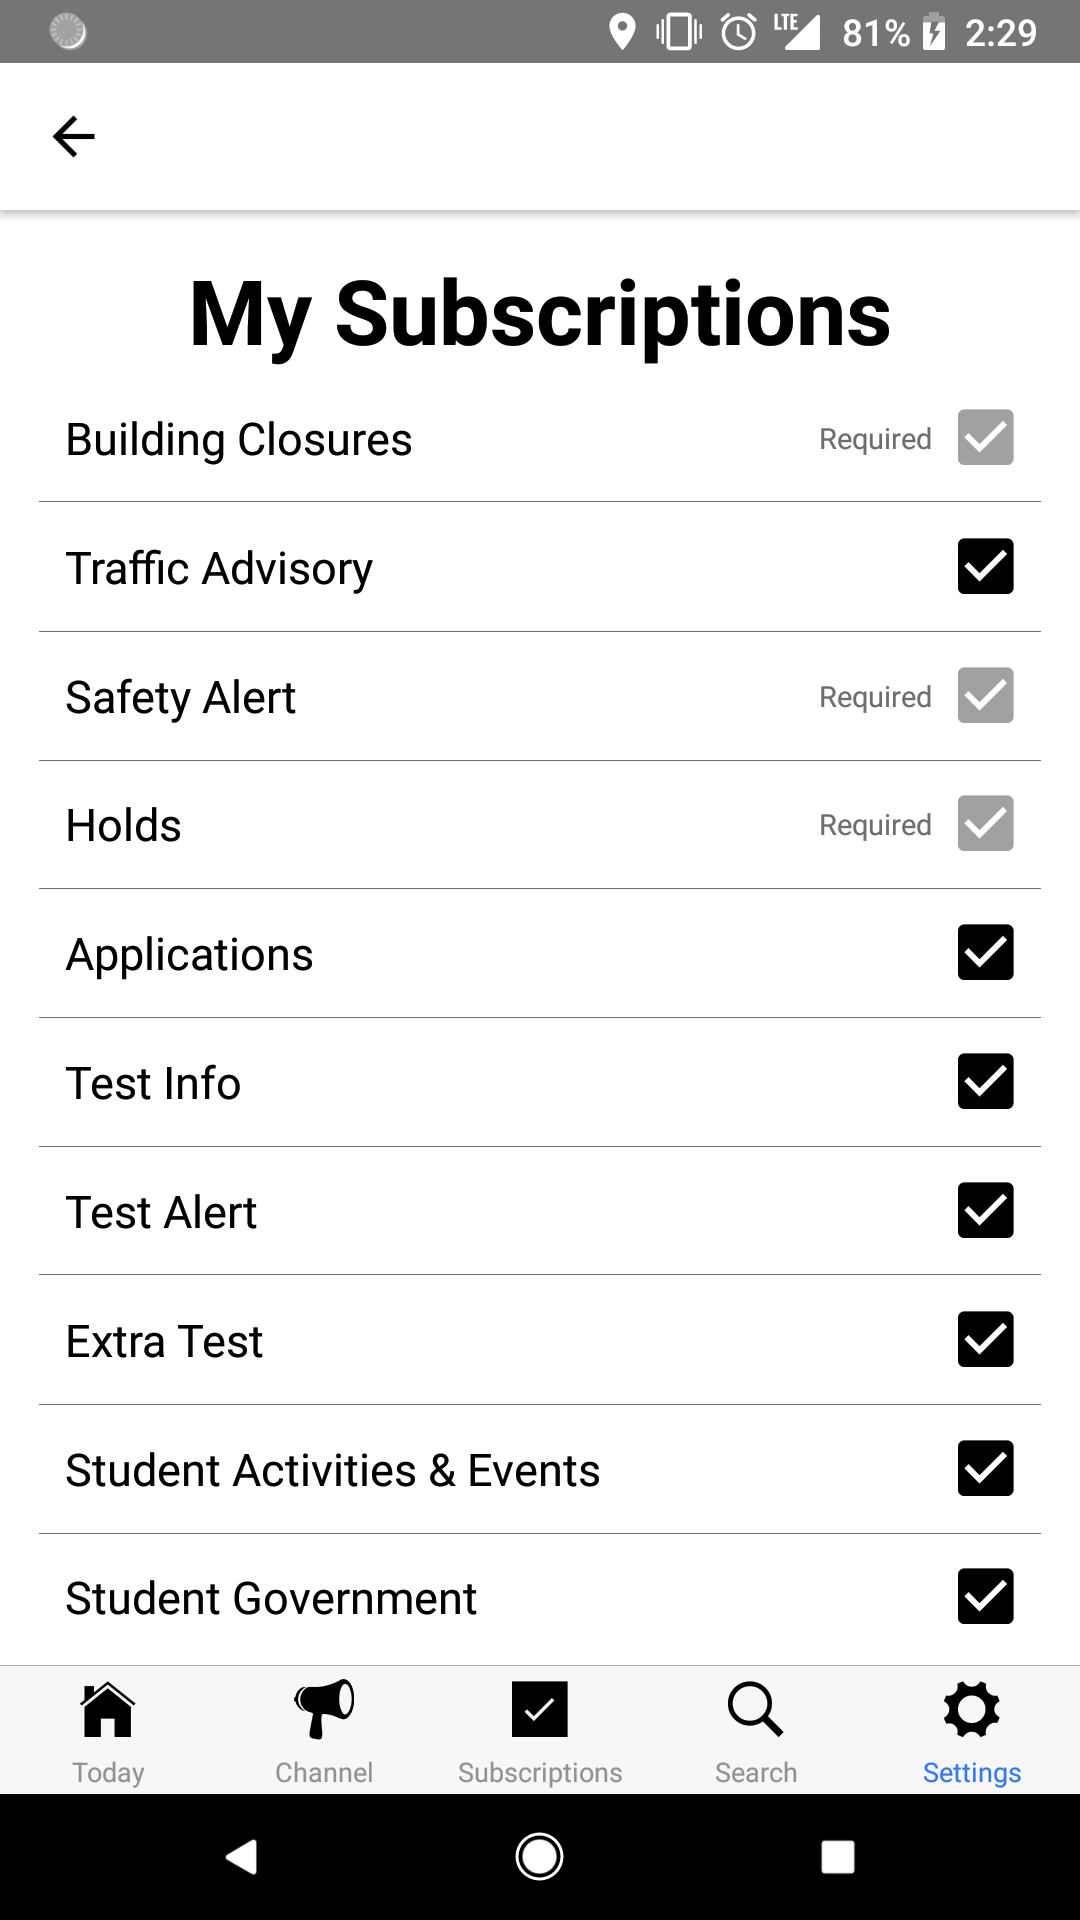 LTE 81% 2:29
My Subscriptions
Building Closures Required
Traffic Advisory
Safety Alert Required
Holds Required
Applications
Test Info
Test Alert
Extra Test
Student Activities & Events
Student Government
Today Channel Subscriptions Search Settings